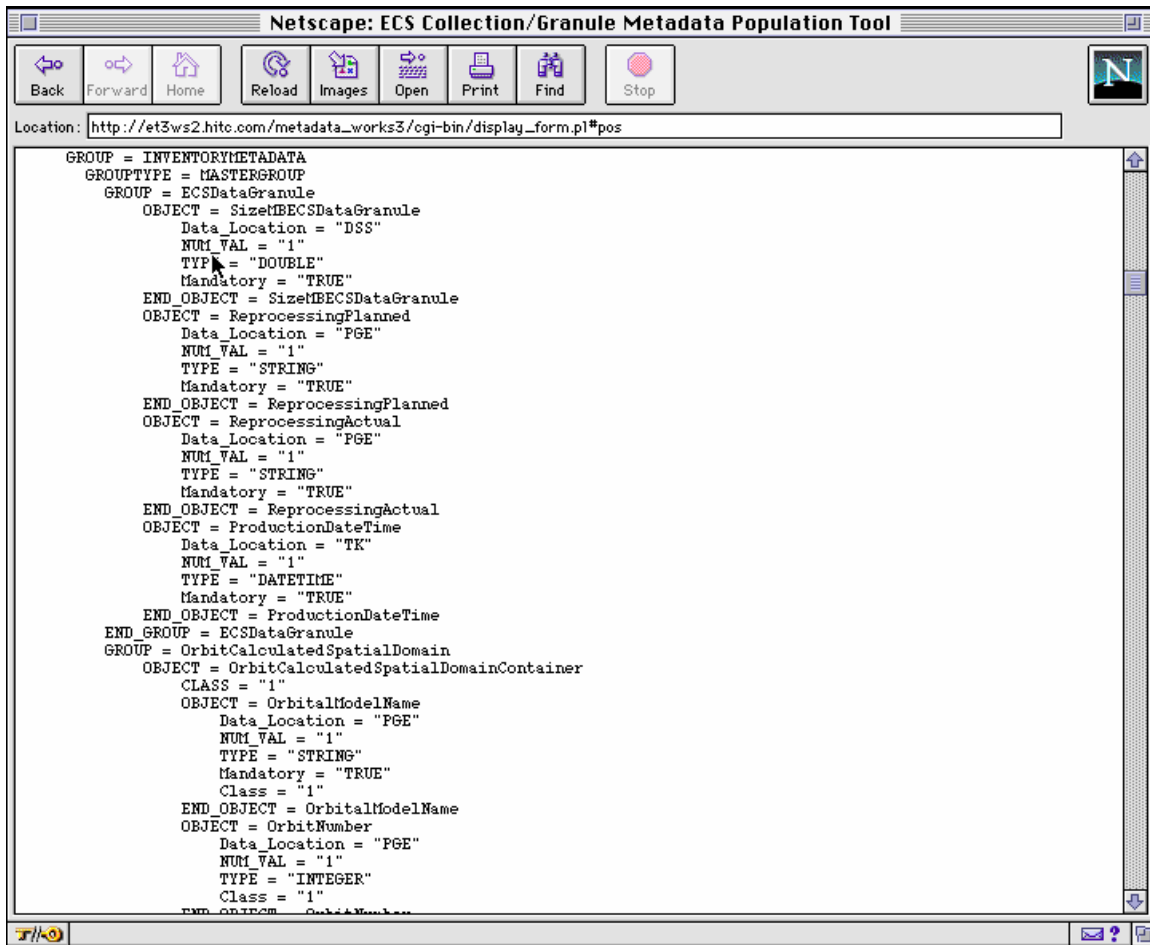 Netscape: ECS Collection/Granule Metadata Population Tool
Back Forward Home Reload Images Open Print Find Stop
N
Location: http://et3ws2.hitc.com/metadata_works3/cgi-bin/display_form.pl#pos
GROUP = INVENTORYMETADATA
GROUPTYPE = MASTERGROUP
GROUP = ECSDataGranule
OBJECT = SizeMBECSDataGranule
Data_Location = "DSS"
NUM_VAL = "1"
TYPE = "DOUBLE"
Mandatory = "TRUE"
END_OBJECT = SizeMBECSDataGranule
OBJECT = ReprocessingPlanned
Data_Location = "PGE"
NUM_VAL = "1"
TYPE = "STRING"
Mandatory = "TRUE"
END_OBJECT = ReprocessingPlanned
OBJECT = ReprocessingActual
Data_Location = "PGE"
NUM_VAL = "1"
TYPE = "STRING"
Mandatory = "TRUE"
END_OBJECT = ReprocessingActual
OBJECT = ProductionDateTime
Data_Location = "TK"
NUM_VAL = "1"
TYPE = "DATETIME"
Mandatory = "TRUE"
END_OBJECT = ProductionDateTime
END_GROUP = ECSDataGranule
GROUP = OrbitCalculatedSpatialDomain
OBJECT = OrbitCalculatedSpatialDomainContainer
CLASS = "1"
OBJECT = OrbitalModelName
Data_Location = "PGE"
NUM_VAL = "1"
TYPE = "STRING"
Mandatory = "TRUE"
Class = "1"
END_OBJECT = OrbitalModelName
OBJECT = OrbitNumber
Data_Location = "PGE"
NUM_VAL = "1"
TYPE = "INTEGER"
Class = "1"
END_OBJECT = OrbitNumber
?